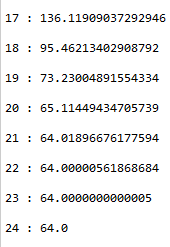 17 : 136.11909037292946
18 : 95.46213402908792
19 : 73.23004891554334
20 : 65.11449434705739
21 : 64.01896676177594
22 : 64.00000561868684
23 : 64.0000000000005
24 : 64.0